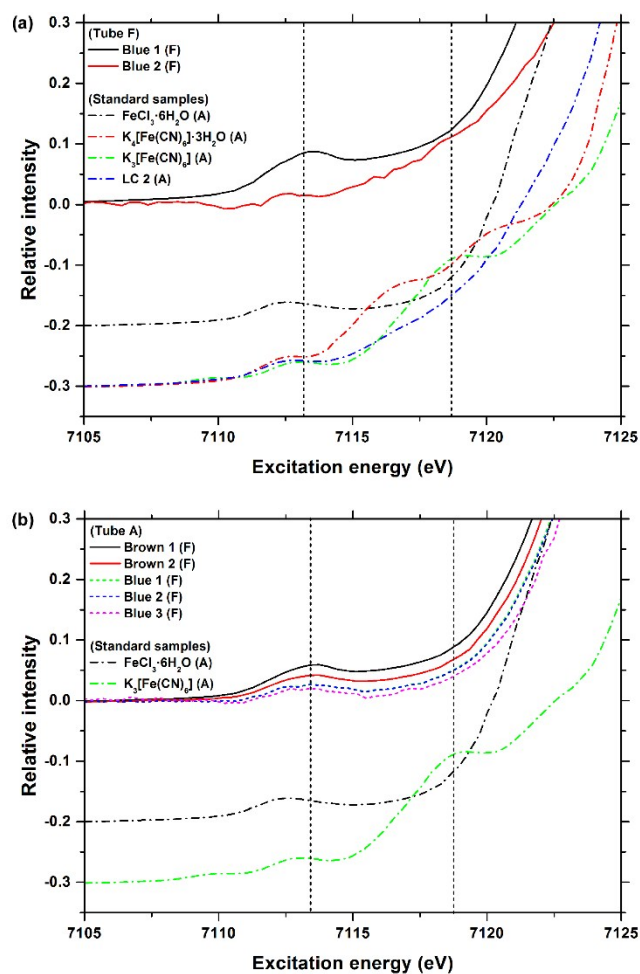 (a)
(Tube F)
Blue 1 (F)
Blue 2 (F)
(Standard samples)
FeCl₃·6H₂O (A)
K₄[Fe(CN)₆]·3H₂O (A)
K₃[Fe(CN)₆] (A)
LC 2 (A)
Relative intensity
0.3
0.2
0.1
0.0
-0.1
-0.2
-0.3
7105 7110 7115 7120 7125
Excitation energy (eV)
(b)
(Tube A)
Brown 1 (F)
Brown 2 (F)
Blue 1 (F)
Blue 2 (F)
Blue 3 (F)
(Standard samples)
FeCl₃·6H₂O (A)
K₃[Fe(CN)₆] (A)
Relative intensity
0.3
0.2
0.1
0.0
-0.1
-0.2
-0.3
7105 7110 7115 7120 7125
Excitation energy (eV)